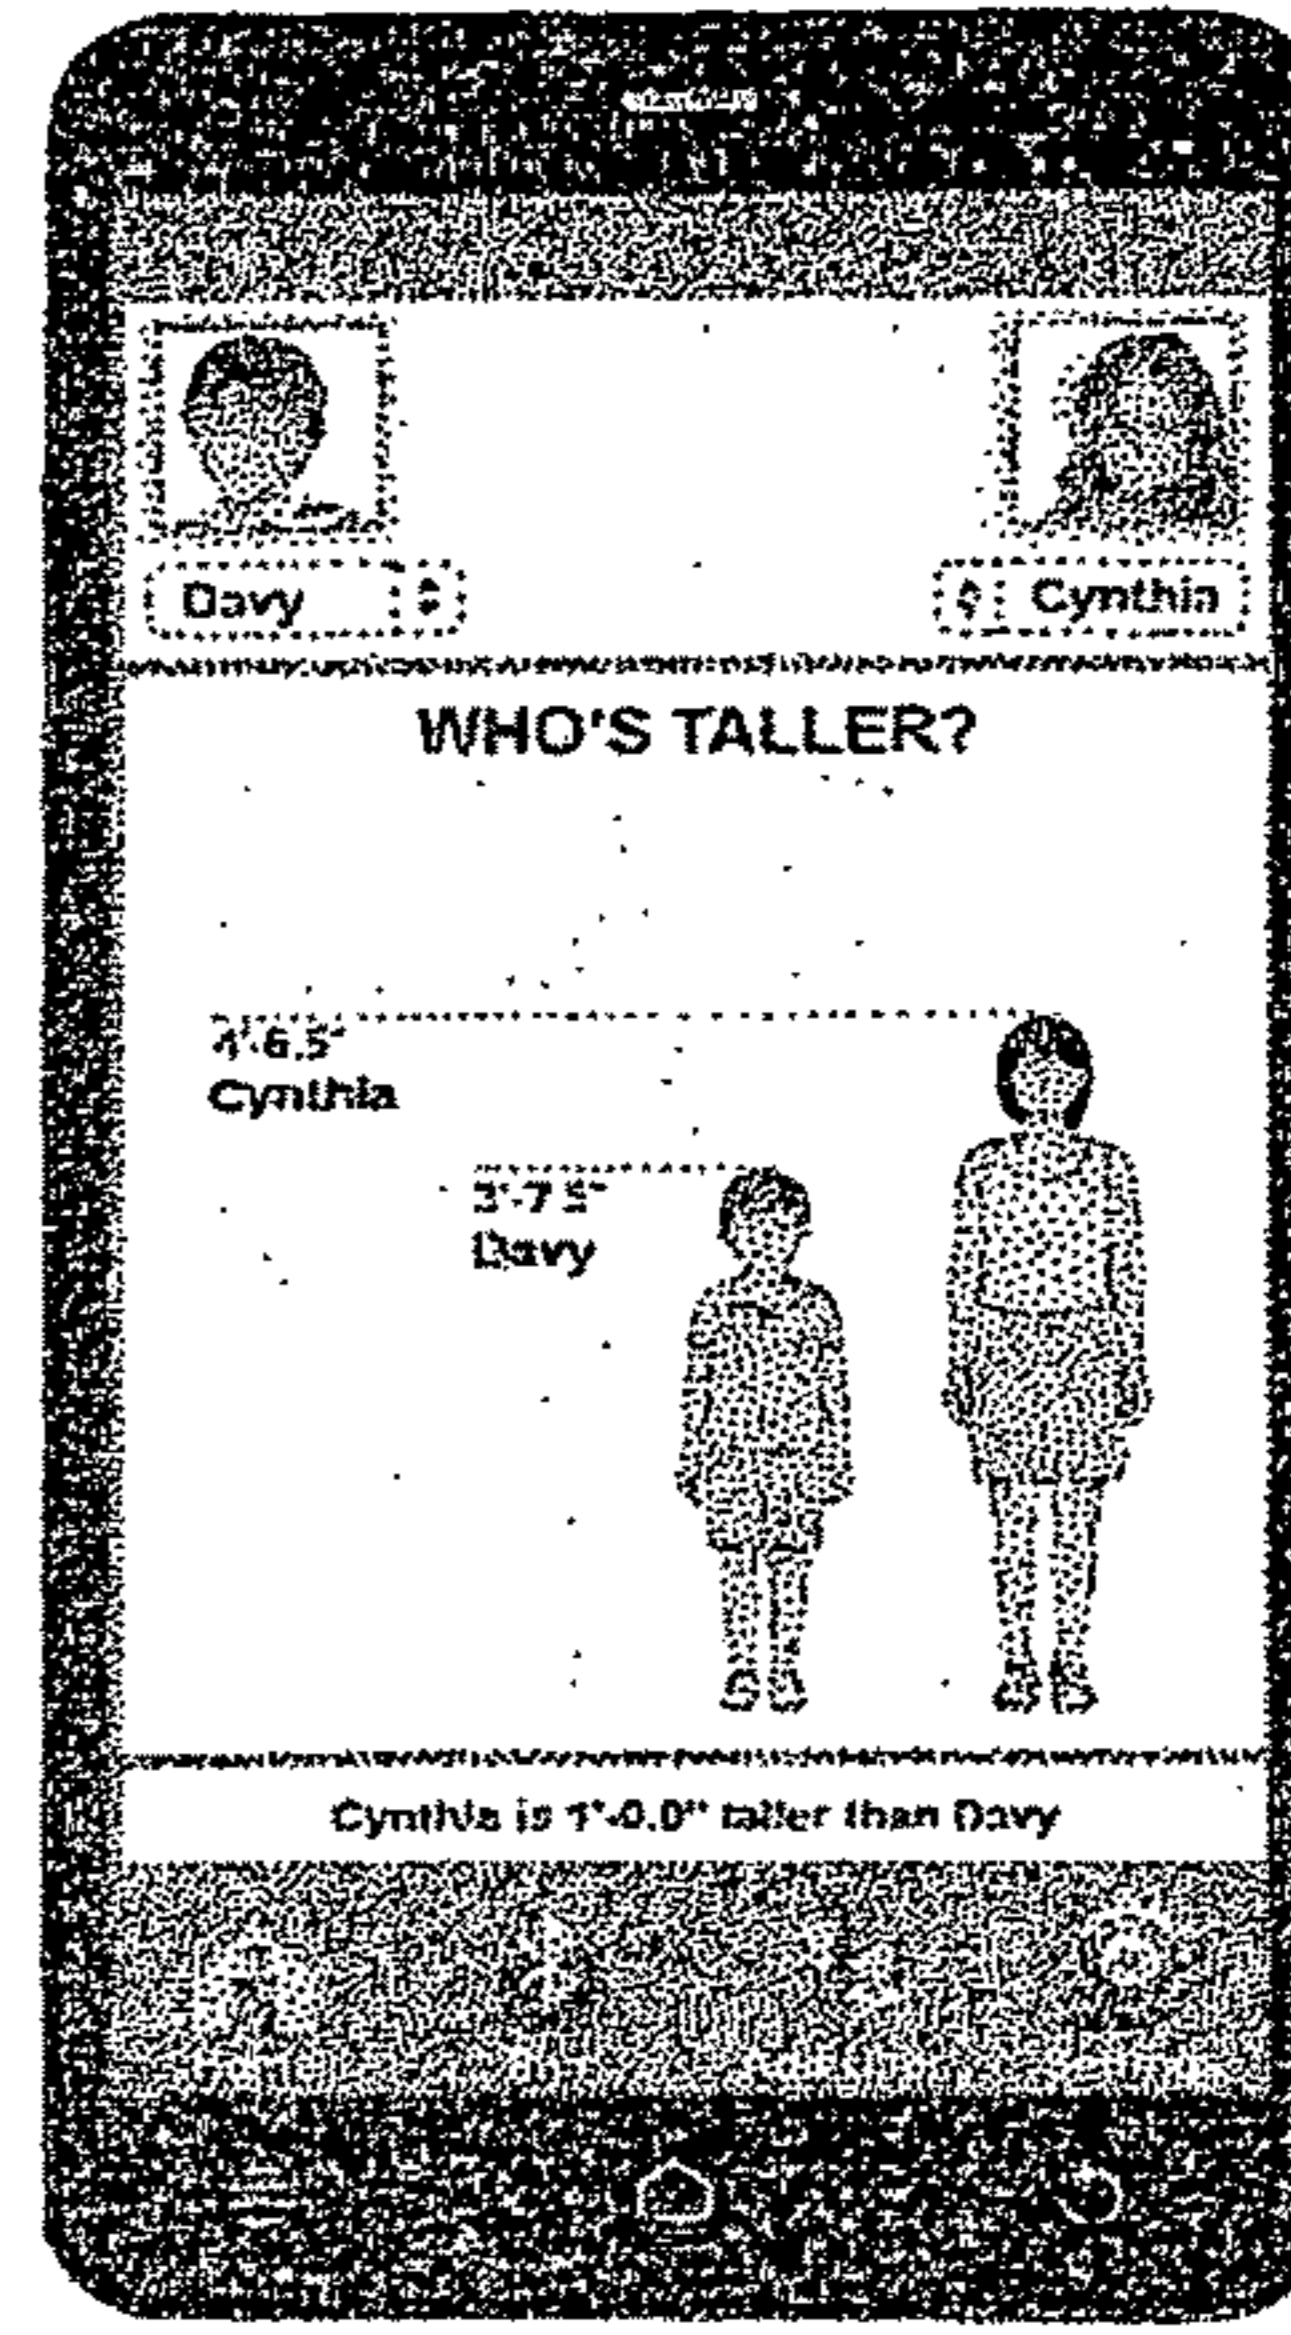 Davy
Cynthia
WHO'S TALLER?
4'-6.5"
Cynthia
3'-7.5"
Davy
Cynthia is 1'-0.0" taller than Davy